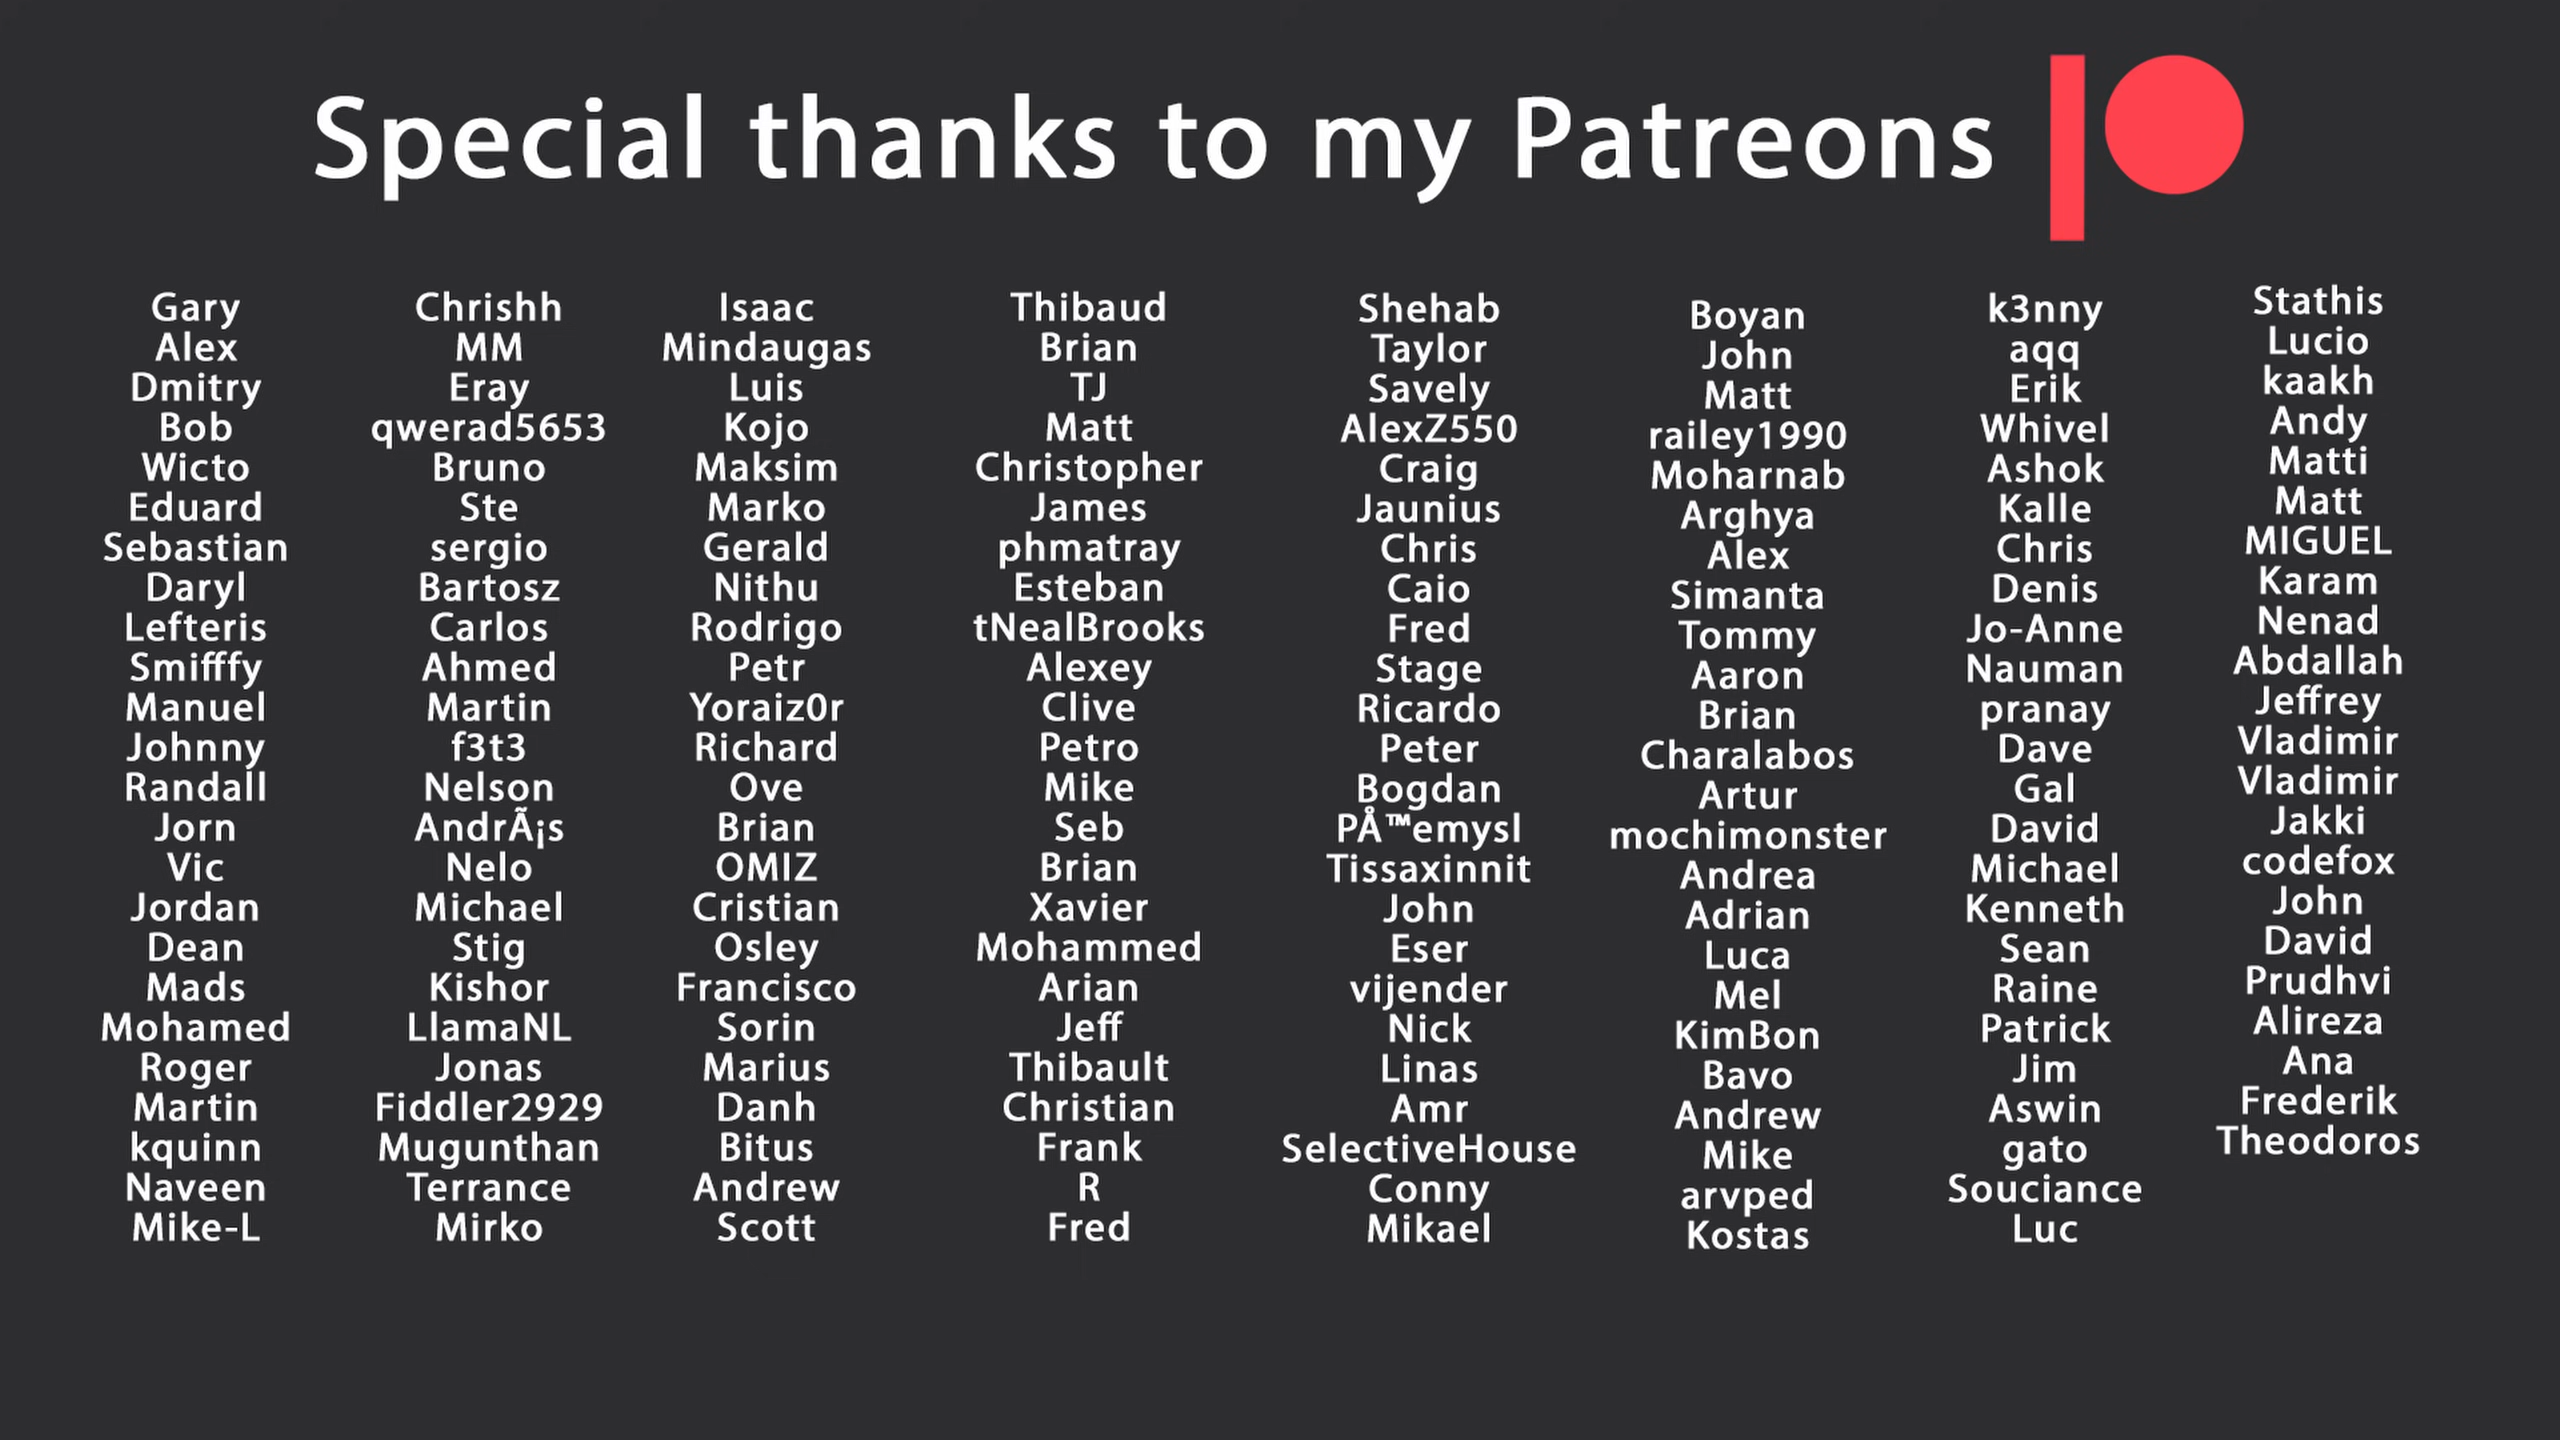 Special thanks to my Patreons
Gary
Alex
Dmitry
Bob
Wicto
Eduard
Sebastian
Daryl
Lefteris
Smifffy
Manuel
Johnny
Randall
Jorn
Vic
Jordan
Dean
Mads
Mohamed
Roger
Martin
kquinn
Naveen
Mike-L
Chrishh
MM
Eray
qwerad5653
Bruno
Ste
sergio
Bartosz
Carlos
Ahmed
Martin
f3t3
Nelson
AndrÃ¡s
Nelo
Michael
Stig
Kishor
LlamaNL
Jonas
Fiddler2929
Mugunthan
Terrance
Mirko
Isaac
Mindaugas
Luis
Kojo
Maksim
Marko
Gerald
Nithu
Rodrigo
Petr
Yoraiz0r
Richard
Ove
Brian
OMIZ
Cristian
Osley
Francisco
Sorin
Marius
Danh
Bitus
Andrew
Scott
Thibaud
Brian
TJ
Matt
Christopher
James
phmatray
Esteban
tNealBrooks
Alexey
Clive
Petro
Mike
Seb
Brian
Xavier
Mohammed
Arian
Jeff
Thibault
Christian
Frank
R
Fred
Shehab
Taylor
Savely
AlexZ550
Craig
Jaunius
Chris
Caio
Fred
Stage
Ricardo
Peter
Bogdan
PÅ™emysl
Tissaxinnit
John
Eser
vijender
Nick
Linas
Amr
SelectiveHouse
Conny
Mikael
Boyan
John
Matt
railey1990
Moharnab
Arghya
Alex
Simanta
Tommy
Aaron
Brian
Charalabos
Artur
mochimonster
Andrea
Adrian
Luca
Mel
KimBon
Bavo
Andrew
Mike
arvped
Kostas
k3nny
aqq
Erik
Whivel
Ashok
Kalle
Chris
Denis
Jo-Anne
Nauman
pranay
Dave
Gal
David
Michael
Kenneth
Sean
Raine
Patrick
Jim
Aswin
gato
Souciance
Luc
Stathis
Lucio
kaakh
Andy
Matti
Matt
MIGUEL
Karam
Nenad
Abdallah
Jeffrey
Vladimir
Vladimir
Jakki
codefox
John
David
Prudhvi
Alireza
Ana
Frederik
Theodoros